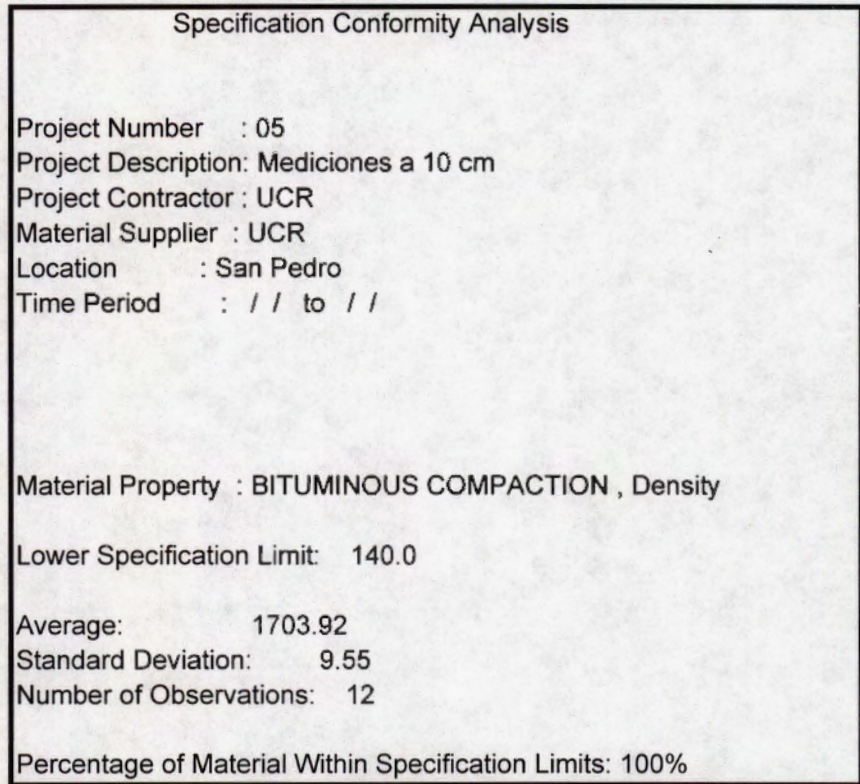 Specification Conformity Analysis
Project Number : 05
Project Description: Mediciones a 10 cm
Project Contractor : UCR
Material Supplier : UCR
Location : San Pedro
Time Period : / / to / /
Material Property : BITUMINOUS COMPACTION , Density
Lower Specification Limit: 140.0
Average: 1703.92
Standard Deviation: 9.55
Number of Observations: 12
Percentage of Material Within Specification Limits: 100%